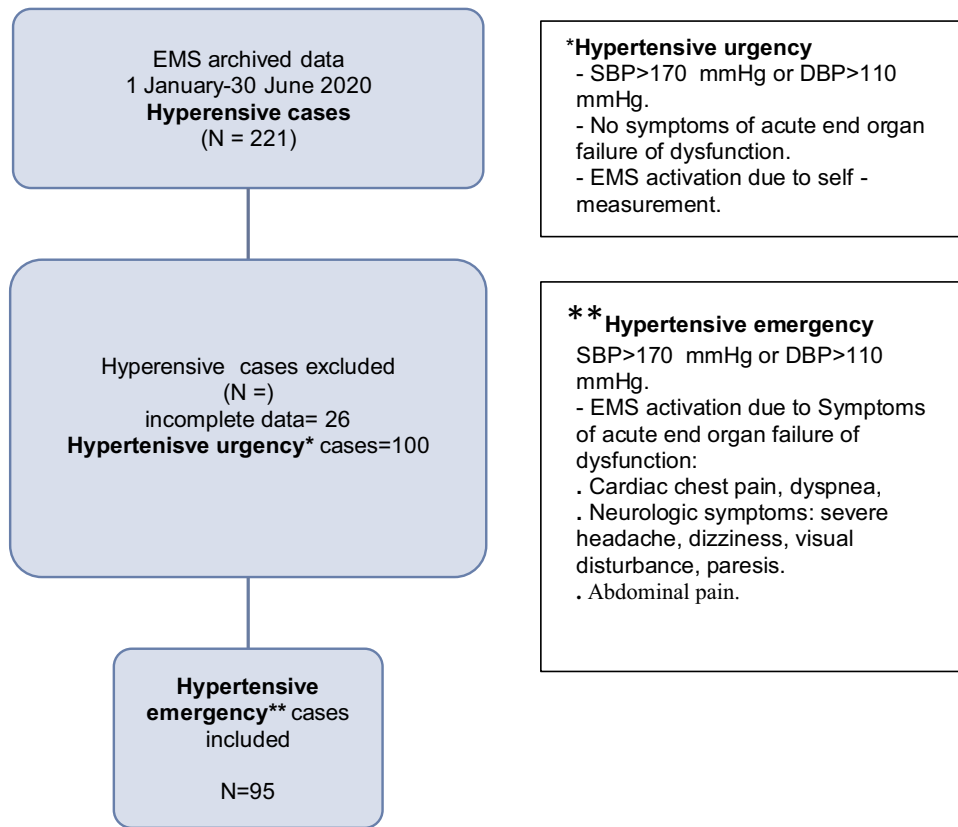 EMS archived data
1 January-30 June 2020
Hyperensive cases
(N = 221)
*Hypertensive urgency
- SBP>170 mmHg or DBP>110
mmHg.
- No symptoms of acute end organ
failure of dysfunction.
- EMS activation due to self -
measurement.
Hyperensive cases excluded
(N =)
incomplete data= 26
Hypertenisve urgency* cases=100
**Hypertensive emergency
SBP>170 mmHg or DBP>110
mmHg.
- EMS activation due to Symptoms
of acute end organ failure of
dysfunction:
. Cardiac chest pain, dyspnea,
. Neurologic symptoms: severe
headache, dizziness, visual
disturbance, paresis.
. Abdominal pain.
Hypertensive
emergency** cases
included
N=95